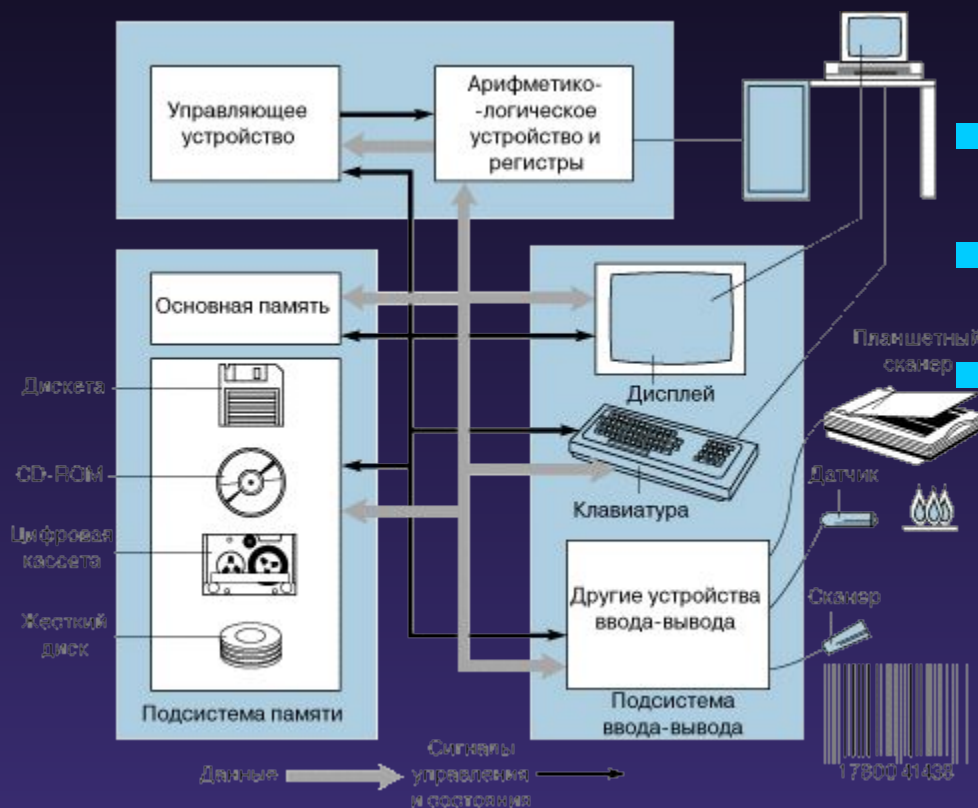 Управляющее
устройство
Арифметико-
-логическое
устройство и
регистры
Основная память
Дискета
CD-ROM
Цифровая
кассета
Жесткий
диск
Подсистема памяти
Дисплей
Клавиатура
Другие устройства
ввода-вывода
Подсистема
ввода-вывода
Планшетный
сканер
Датчик
Сканер
17800 41438
Данные
Сигналы
управления
и состояния